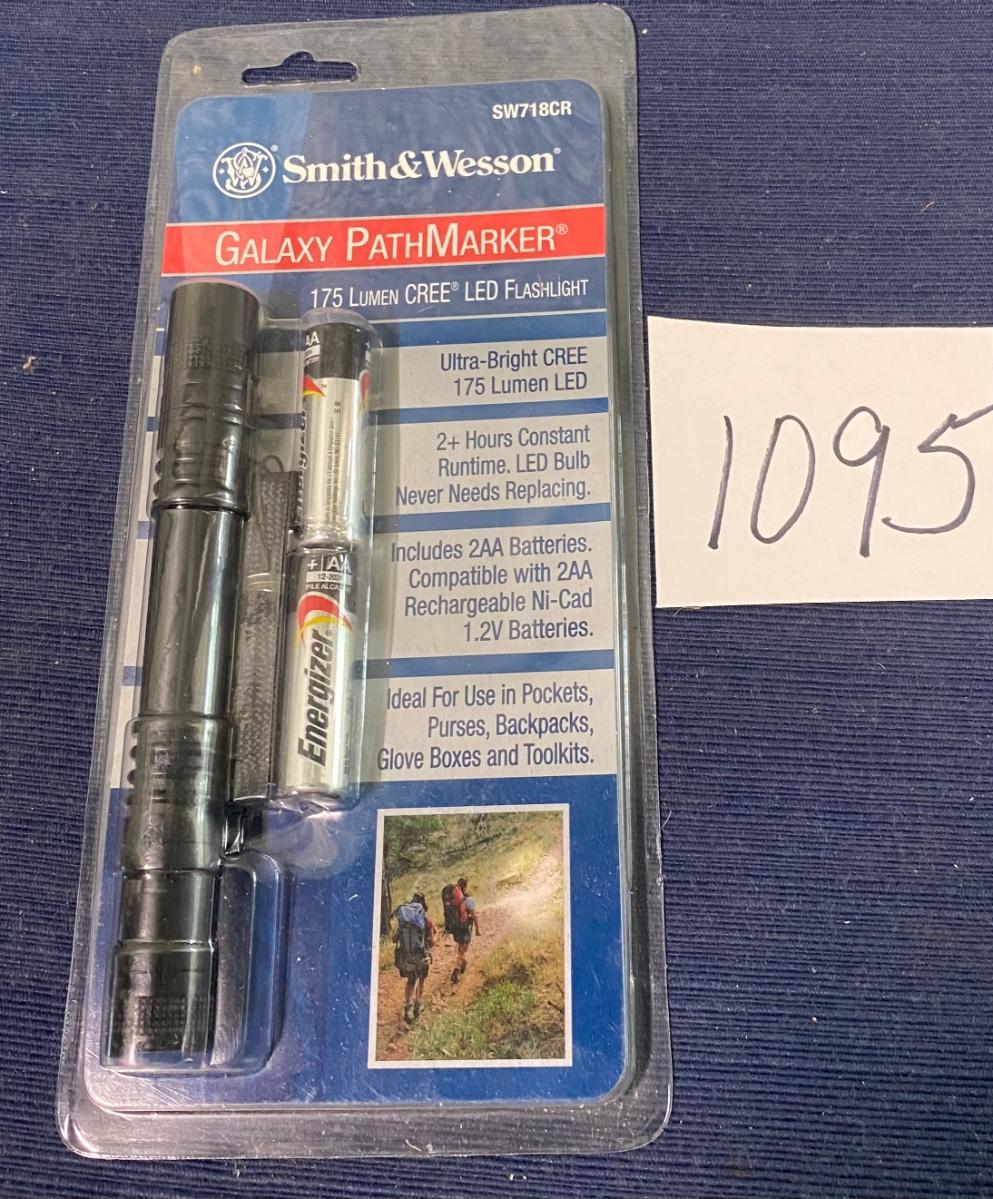 SW718CR
Smith&Wesson®
GALAXY PATHMARKER®
175 LUMEN CREE® LED FLASHLIGHT
Ultra-Bright CREE
175 Lumen LED
2+ Hours Constant
Runtime. LED Bulb
Never Needs Replacing.
Includes 2AA Batteries.
Compatible with 2AA
Rechargeable Ni-Cad
1.2V Batteries.
Ideal For Use in Pockets,
Purses, Backpacks,
Glove Boxes and Toolkits.
AA
+ AA
Energizer
1095